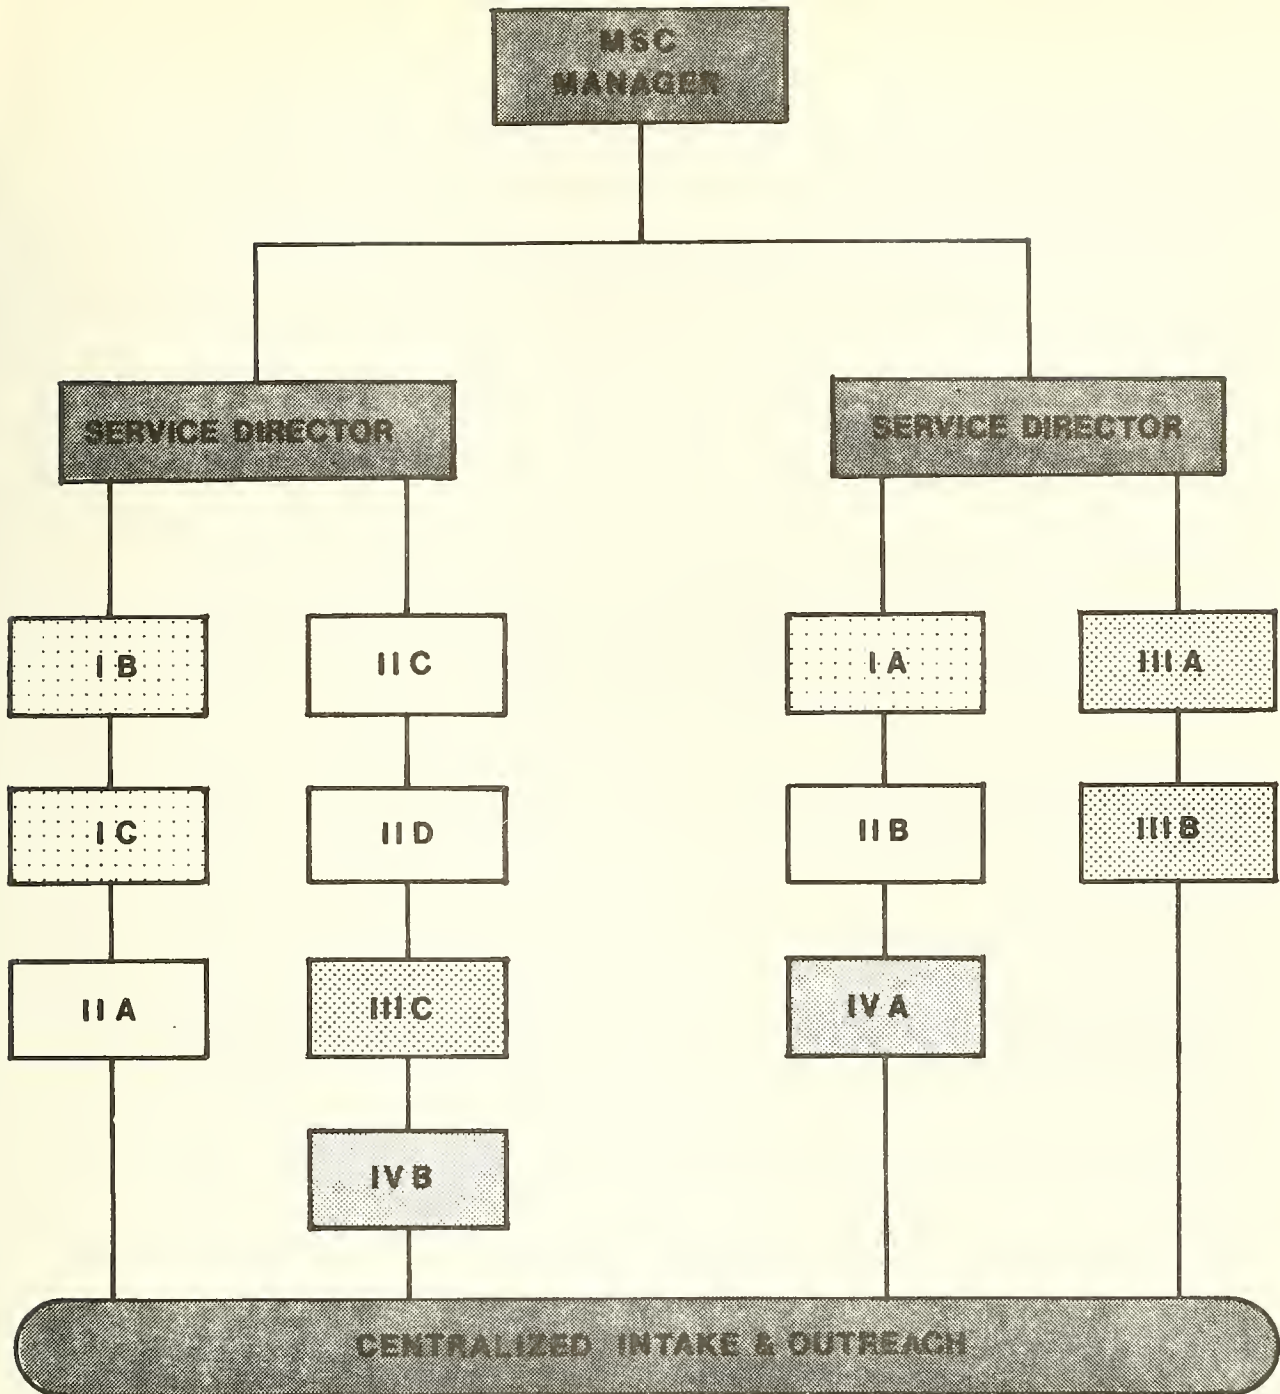 MSC
MANAGER
SERVICE DIRECTOR
SERVICE DIRECTOR
I B
II C
I A
III A
I C
II D
II B
III B
II A
III C
IV A
IV B
CENTRALIZED INTAKE & OUTREACH